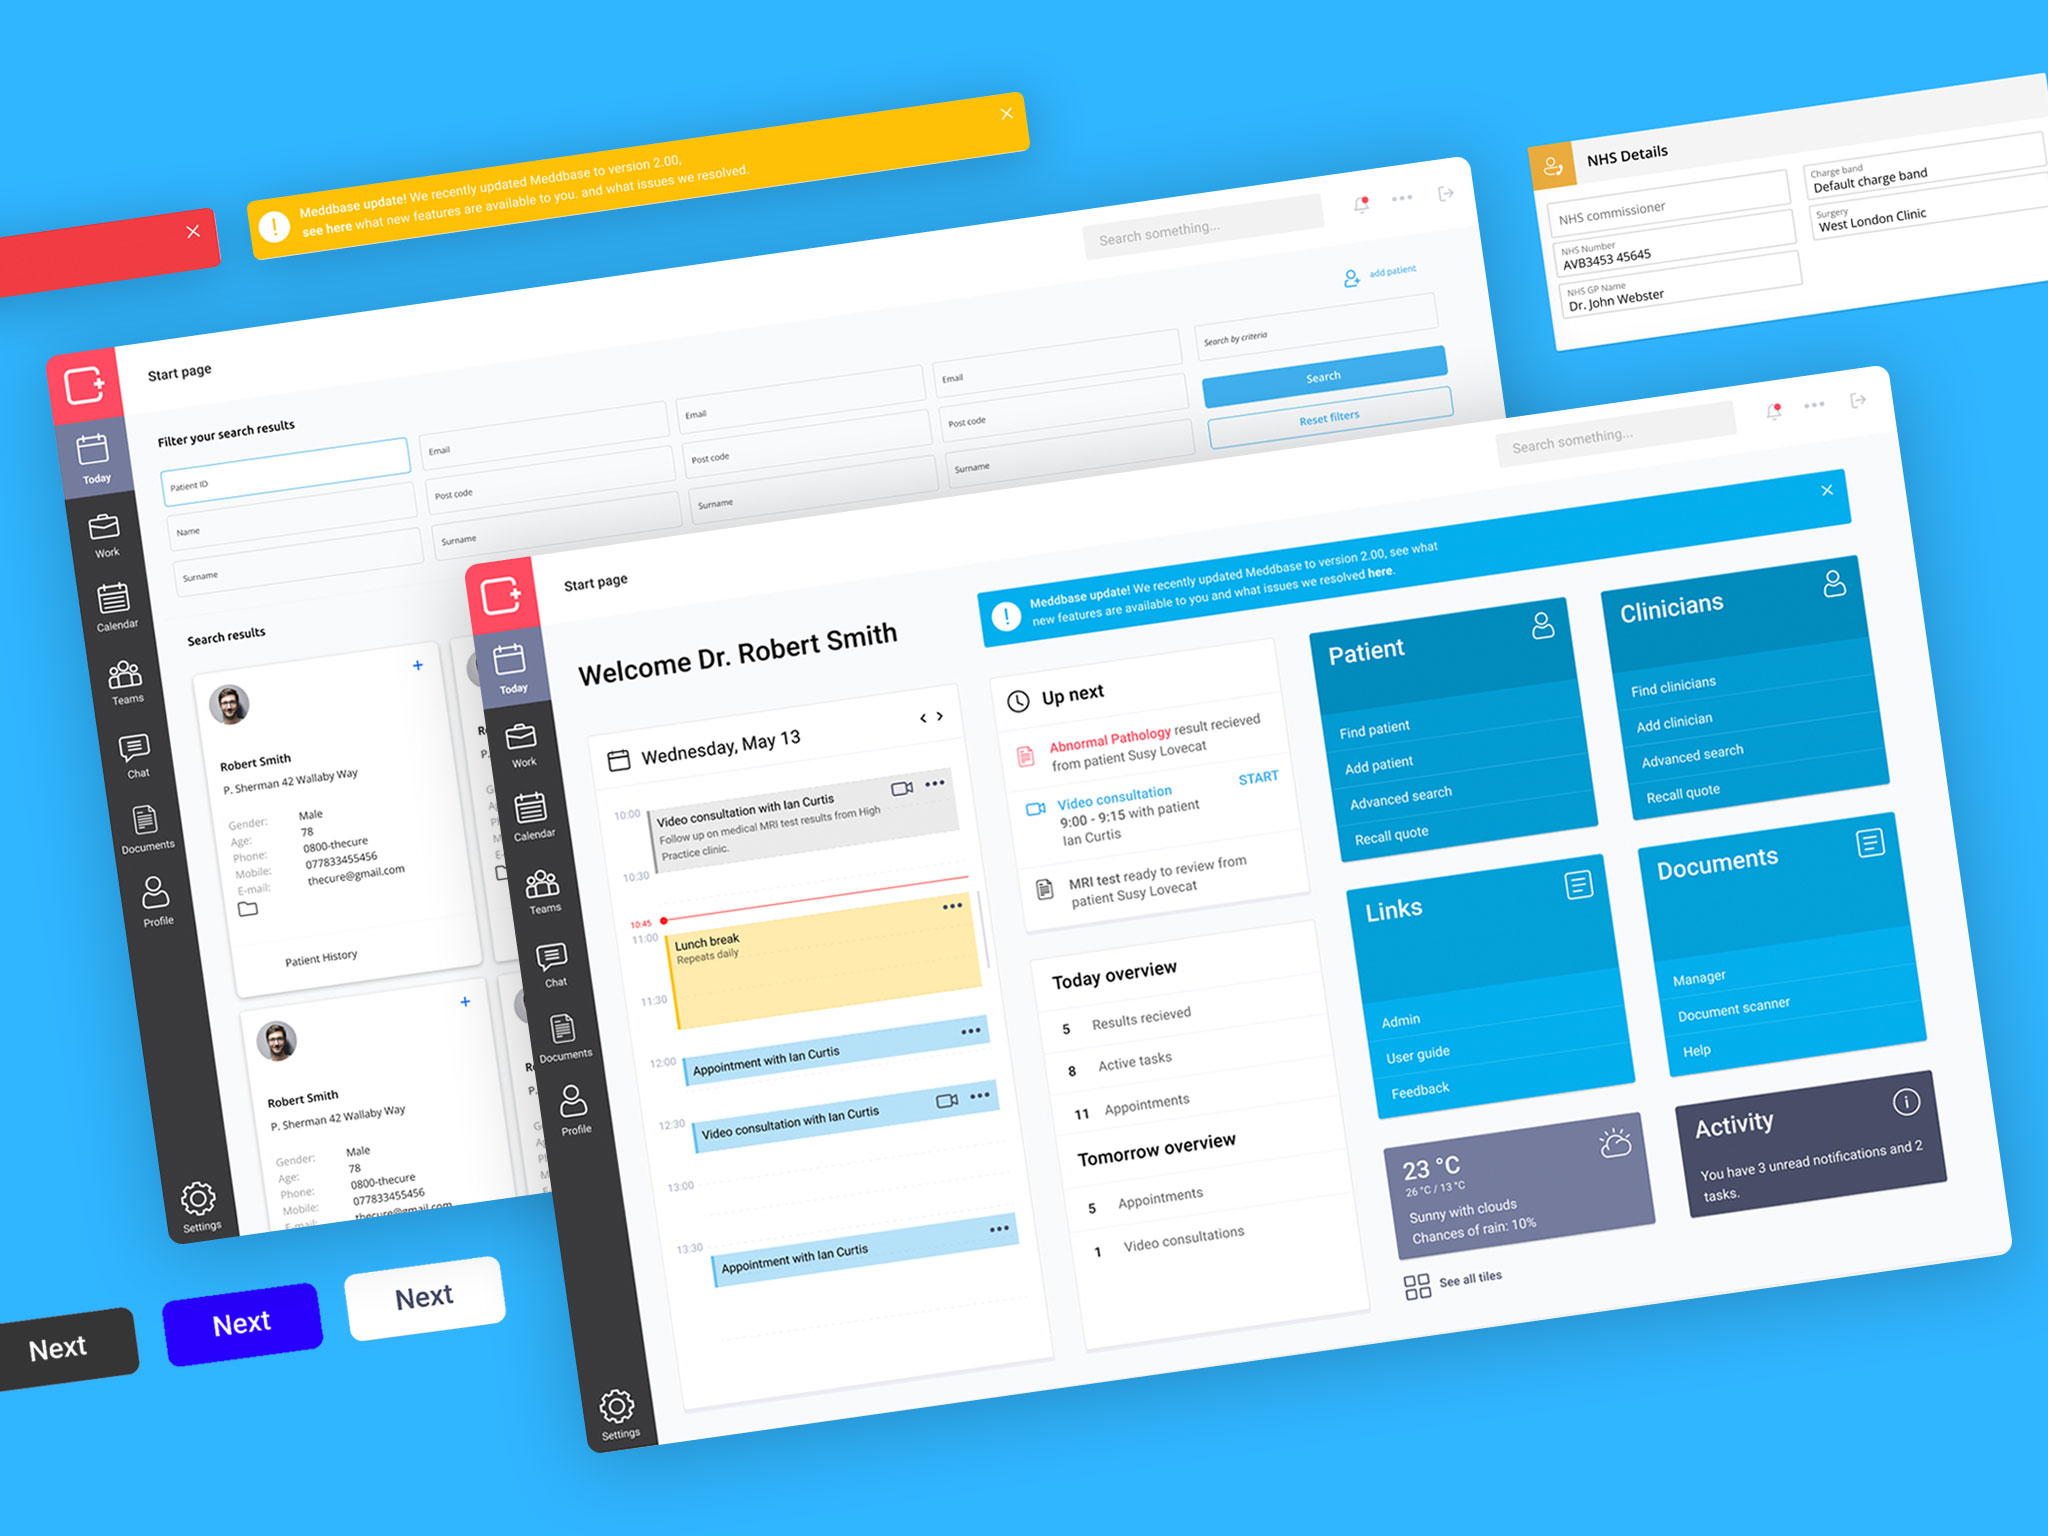 Meddbase update! We recently updated Meddbase to version 2.00,
see here what new features are available to you. and what issues we resolved.
NHS Details
NHS commissioner
NHS Number
AVB3453 45645
NHS GP Name
Dr. John Webster
Charge band
Default charge band
Surgery
West London Clinic
Start page
Search something...
add patient
Filter your search results
Patient ID
Name
Surname
Email
Post code
Surname
Email
Post code
Surname
Email
Post code
Surname
Search by criteria
Search
Reset filters
Today
Work
Calendar
Teams
Chat
Documents
Profile
Settings
Search results
Robert Smith
P. Sherman 42 Wallaby Way
Gender: Male
Age: 78
Phone: 0800-thecure
Mobile: 077833455456
E-mail: thecure@gmail.com
Patient History
Robert Smith
P. Sherman 42 Wallaby Way
Gender: Male
Age: 78
Phone: 0800-thecure
Mobile: 077833455456
E-mail: thecure@gmail.com
Start page
Search something...
Today
Work
Calendar
Teams
Chat
Documents
Profile
Settings
Welcome Dr. Robert Smith
Meddbase update! We recently updated Meddbase to version 2.00, see what
new features are available to you and what issues we resolved here.
Wednesday, May 13
10:00
Video consultation with Ian Curtis
Follow up on medical MRI test results from High
Practice clinic.
10:30
10:45
11:00
Lunch break
Repeats daily
11:30
12:00
Appointment with Ian Curtis
12:30
Video consultation with Ian Curtis
13:00
13:30
Appointment with Ian Curtis
Up next
Abnormal Pathology result recieved
from patient Susy Lovecat
Video consultation START
9:00 - 9:15 with patient
Ian Curtis
MRI test ready to review from
patient Susy Lovecat
Today overview
5 Results recieved
8 Active tasks
11 Appointments
Tomorrow overview
5 Appointments
1 Video consultations
Patient
Find patient
Add patient
Advanced search
Recall quote
Clinicians
Find clinicians
Add clinician
Advanced search
Recall quote
Links
Admin
User guide
Feedback
Documents
Manager
Document scanner
Help
23 °C
26 °C / 13 °C
Sunny with clouds
Chances of rain: 10%
Activity
You have 3 unread notifications and 2
tasks.
See all tiles
Next
Next
Next